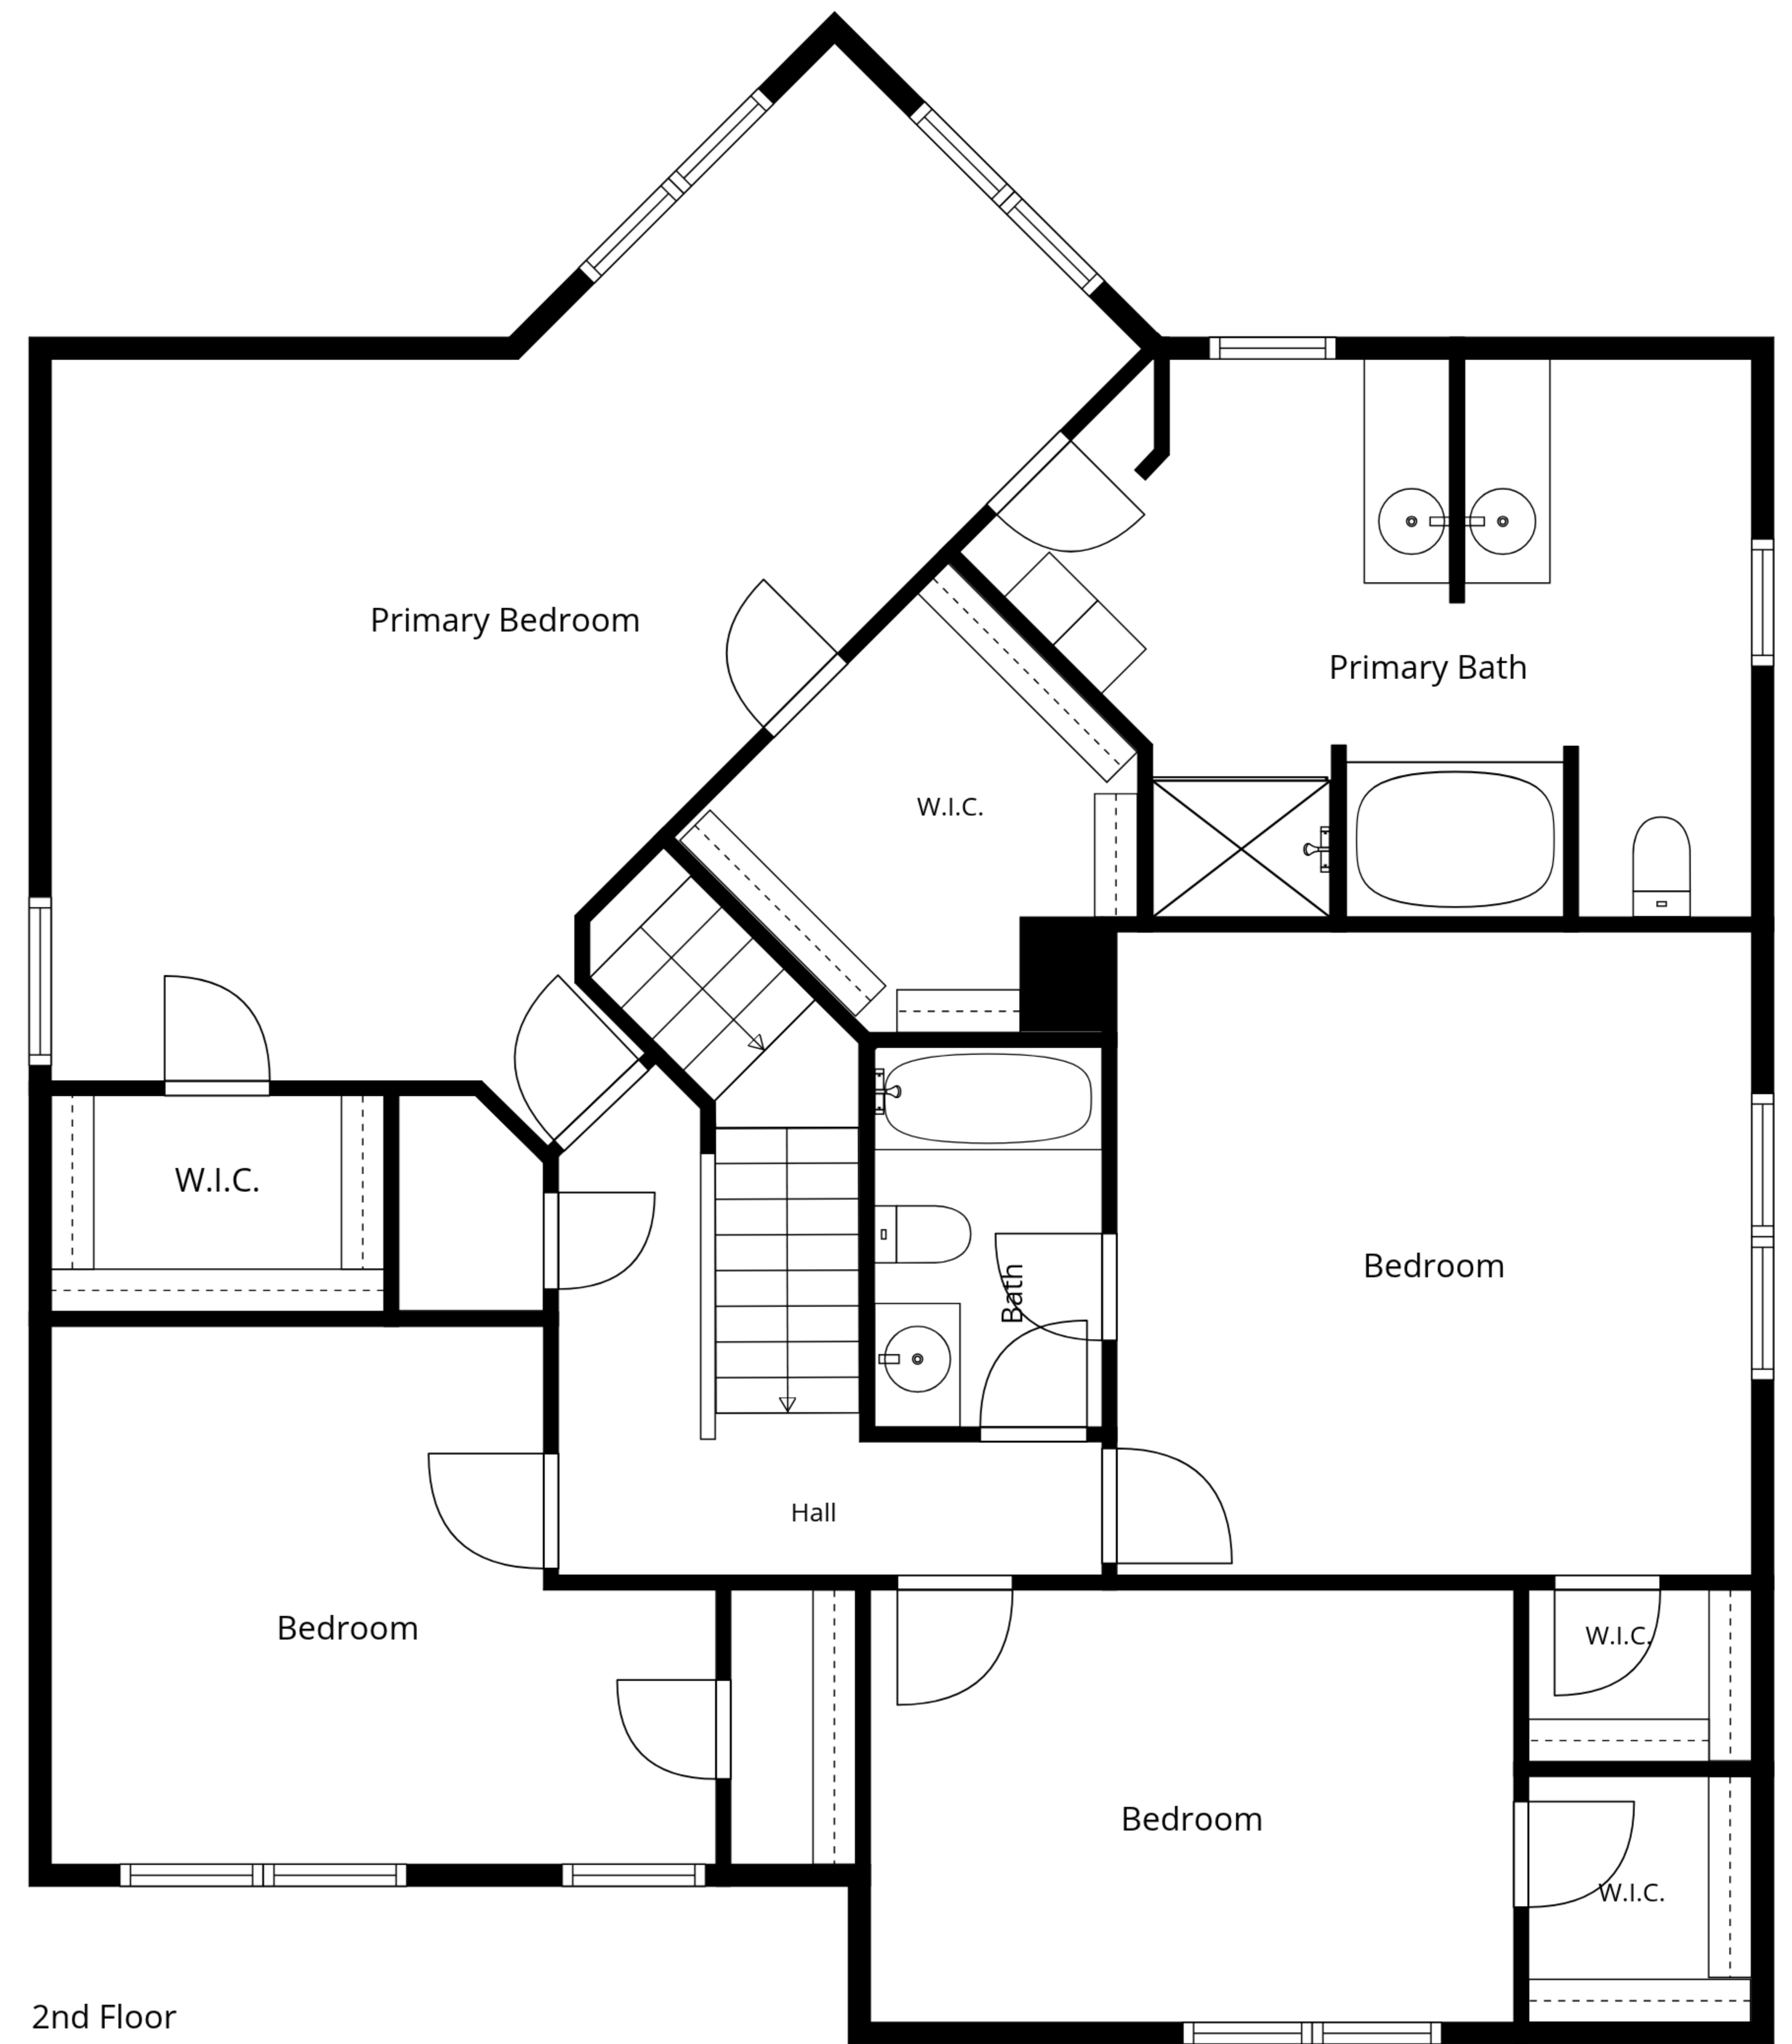 Primary Bedroom
Primary Bath
W.I.C.
W.I.C.
Bedroom
Bath
Hall
Bedroom
W.I.C.
Bedroom
W.I.C.
2nd Floor